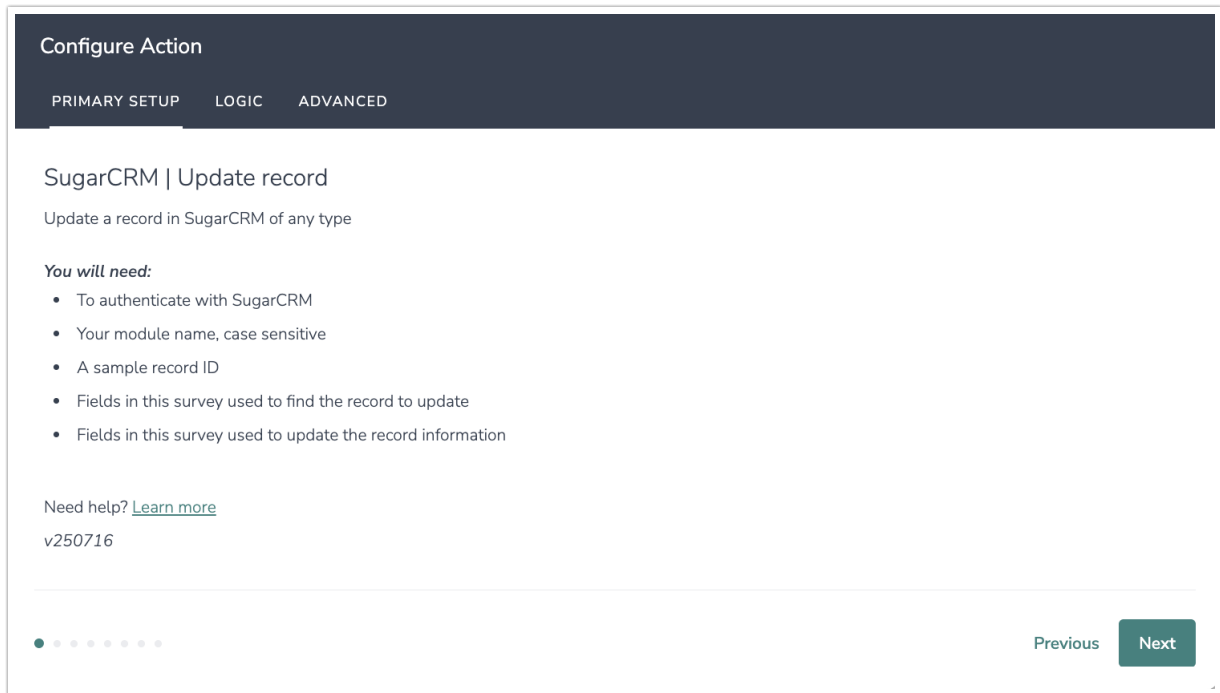 Configure Action
PRIMARY SETUP LOGIC ADVANCED
SugarCRM | Update record
Update a record in SugarCRM of any type
You will need:
• To authenticate with SugarCRM
• Your module name, case sensitive
• A sample record ID
• Fields in this survey used to find the record to update
• Fields in this survey used to update the record information
Need help? Learn more
v250716
Previous Next